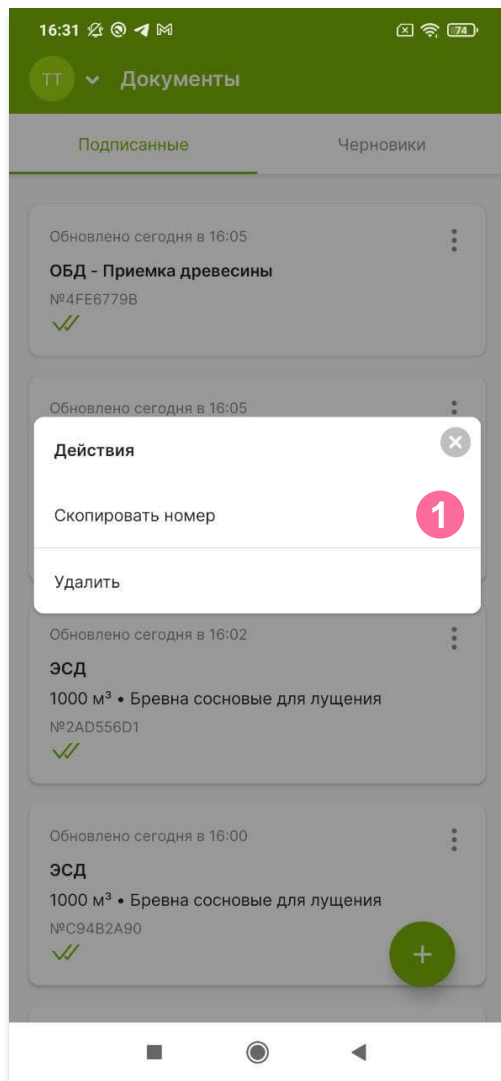 16:31
74
ТТ
Документы
Подписанные
Черновики
Обновлено сегодня в 16:05
ОБД - Приемка древесины
№4FE6779B
Обновлено сегодня в 16:05
Действия
Скопировать номер
1
Удалить
Обновлено сегодня в 16:02
ЭСД
1000 м³ • Бревна сосновые для лущения
№2AD556D1
Обновлено сегодня в 16:00
ЭСД
1000 м³ • Бревна сосновые для лущения
№C94B2A90